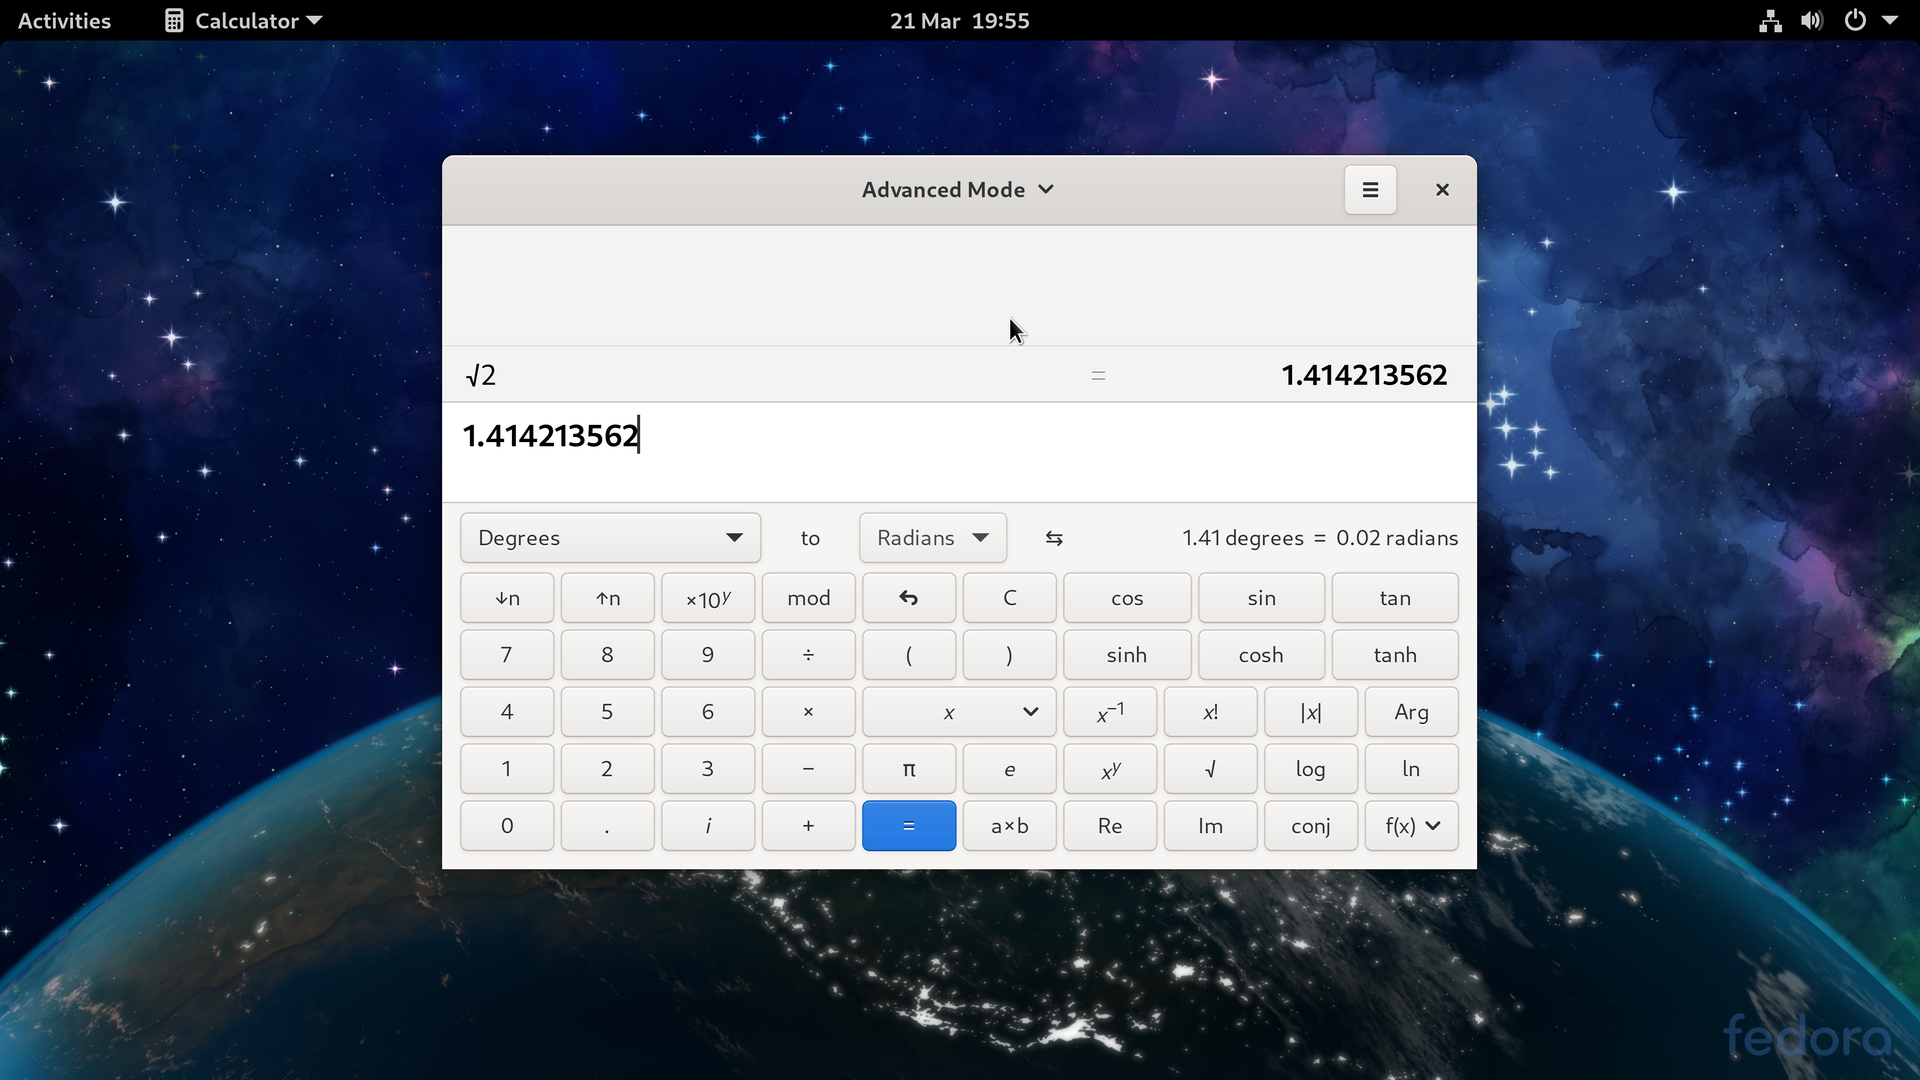 Activities Calculator 21 Mar 19:55
Advanced Mode
√2 = 1.414213562
1.414213562
Degrees to Radians ⇆ 1.41 degrees = 0.02 radians
↓n ↑n ×10ʸ mod C cos sin tan
7 8 9 ÷ ( ) sinh cosh tanh
4 5 6 × x x⁻¹ x! |x| Arg
1 2 3 − π e xʸ √ log ln
0 . i + = a×b Re Im conj f(x)
fedora